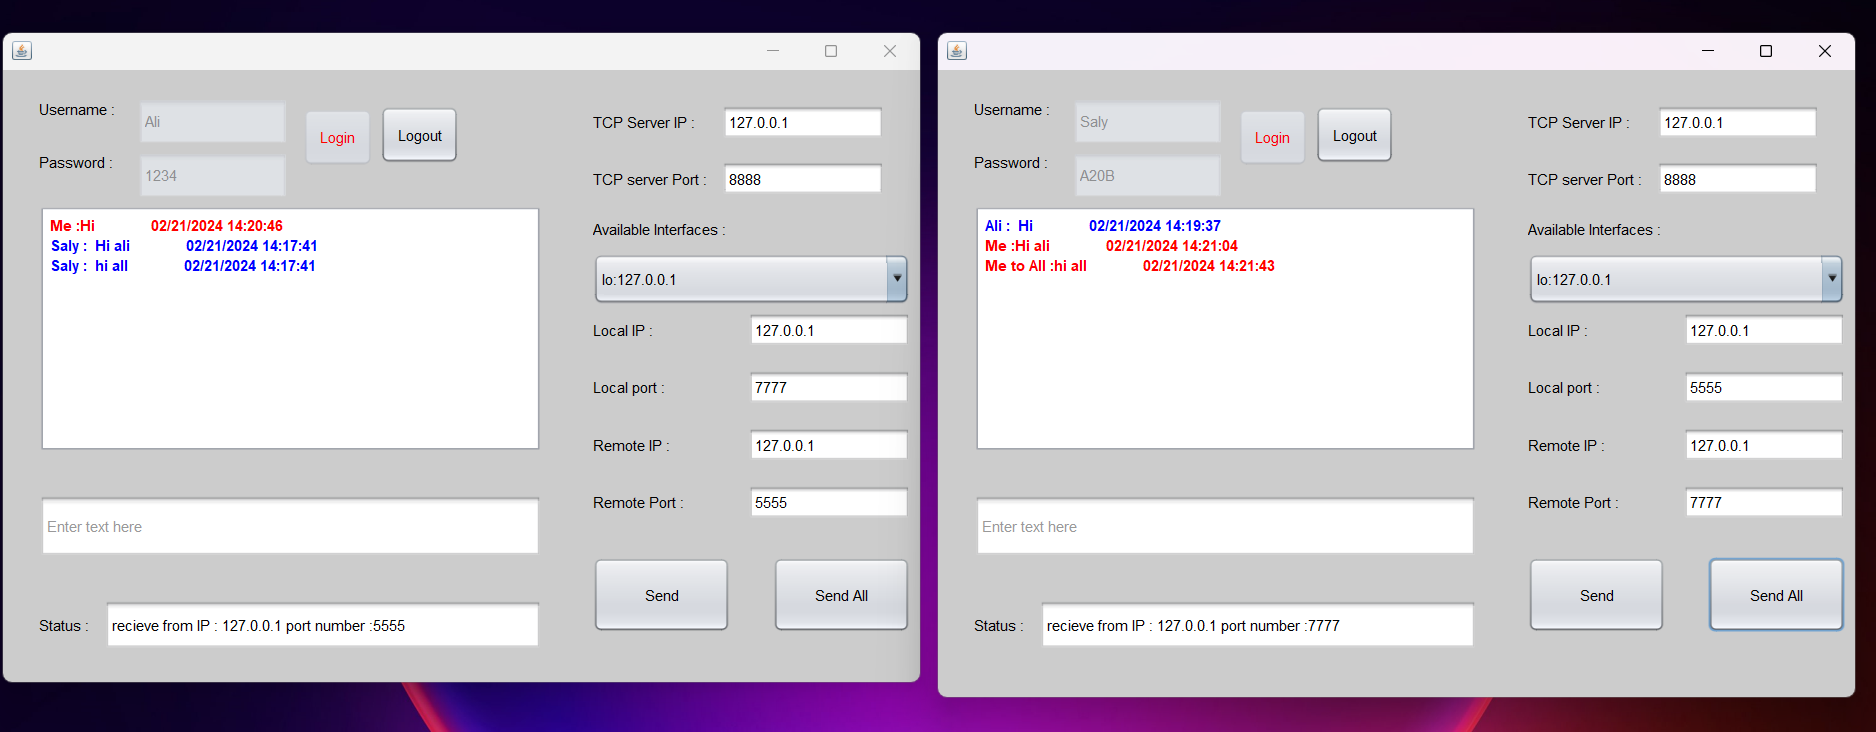 Username :
Ali
Login
Logout
Password :
1234
TCP Server IP :
127.0.0.1
TCP server Port :
8888
Me :Hi 02/21/2024 14:20:46
Saly : Hi ali 02/21/2024 14:17:41
Saly : hi all 02/21/2024 14:17:41
Available Interfaces :
lo:127.0.0.1
Local IP :
127.0.0.1
Local port :
7777
Remote IP :
127.0.0.1
Remote Port :
5555
Enter text here
Send
Send All
Status :
recieve from IP : 127.0.0.1 port number :5555
Username :
Saly
Login
Logout
Password :
A20B
TCP Server IP :
127.0.0.1
TCP server Port :
8888
Ali : Hi 02/21/2024 14:19:37
Me :Hi ali 02/21/2024 14:21:04
Me to All :hi all 02/21/2024 14:21:43
Available Interfaces :
lo:127.0.0.1
Local IP :
127.0.0.1
Local port :
5555
Remote IP :
127.0.0.1
Remote Port :
7777
Enter text here
Send
Send All
Status :
recieve from IP : 127.0.0.1 port number :7777